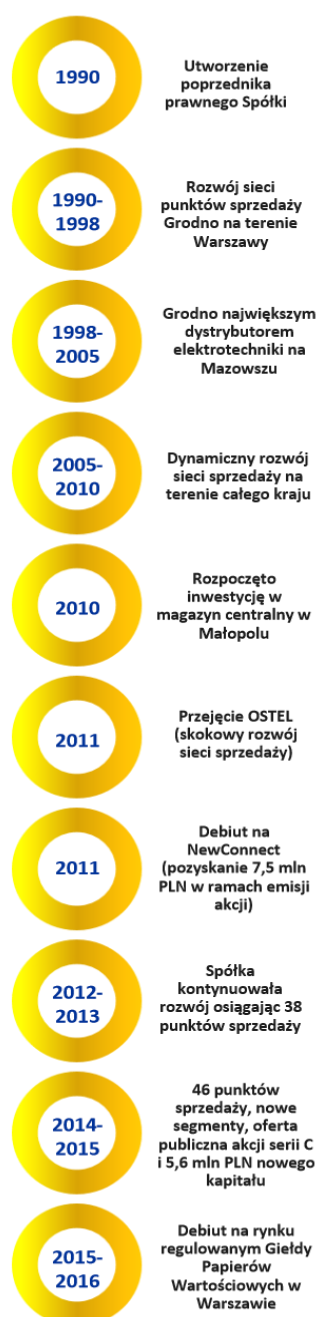 1990
Utworzenie
poprzednika
prawnego Spółki
1990-
1998
Rozwój sieci
punktów sprzedaży
Grodno na terenie
Warszawy
1998-
2005
Grodno największym
dystrybutorem
elektrotechniki na
Mazowszu
2005-
2010
Dynamiczny rozwój
sieci sprzedaży na
terenie całego kraju
2010
Rozpoczęto
inwestycję w
magazyn centralny w
Małopolu
2011
Przejęcie OSTEL
(skokowy rozwój
sieci sprzedaży)
2011
Debiut na
NewConnect
(pozyskanie 7,5 mln
PLN w ramach emisji
akcji)
2012-
2013
Spółka
kontynuowała
rozwój osiągając 38
punktów sprzedaży
2014-
2015
46 punktów
sprzedaży, nowe
segmenty, oferta
publiczna akcji serii C
i 5,6 mln PLN nowego
kapitału
2015-
2016
Debiut na rynku
regulowanym Giełdy
Papierów
Wartościowych w
Warszawie